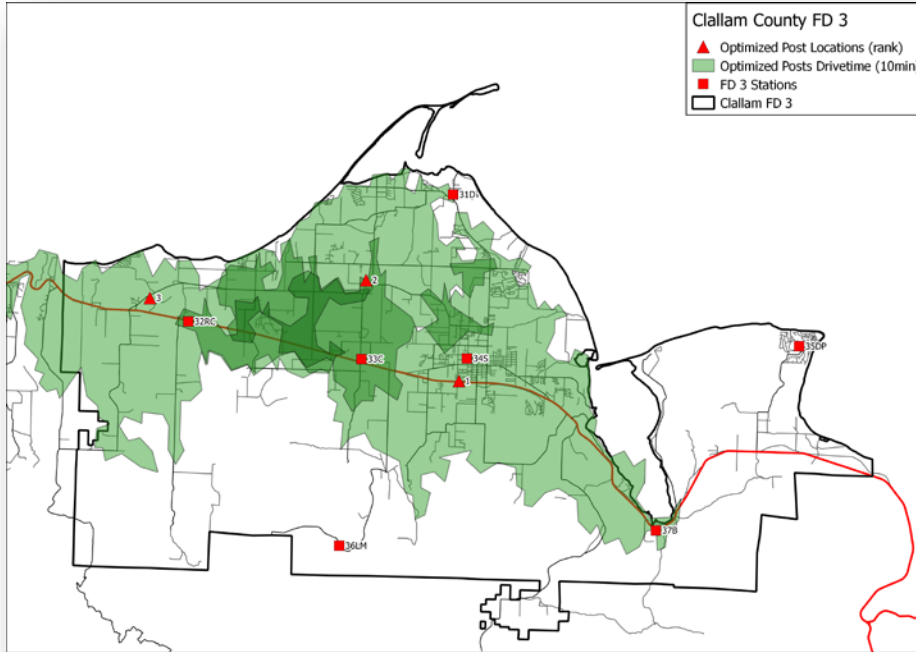 Clallam County FD 3
Optimized Post Locations (rank)
Optimized Posts Drivetime (10min)
FD 3 Stations
Clallam FD 3
31D
2
3
32RC
33C
34S
35DP
1
37B
36LM